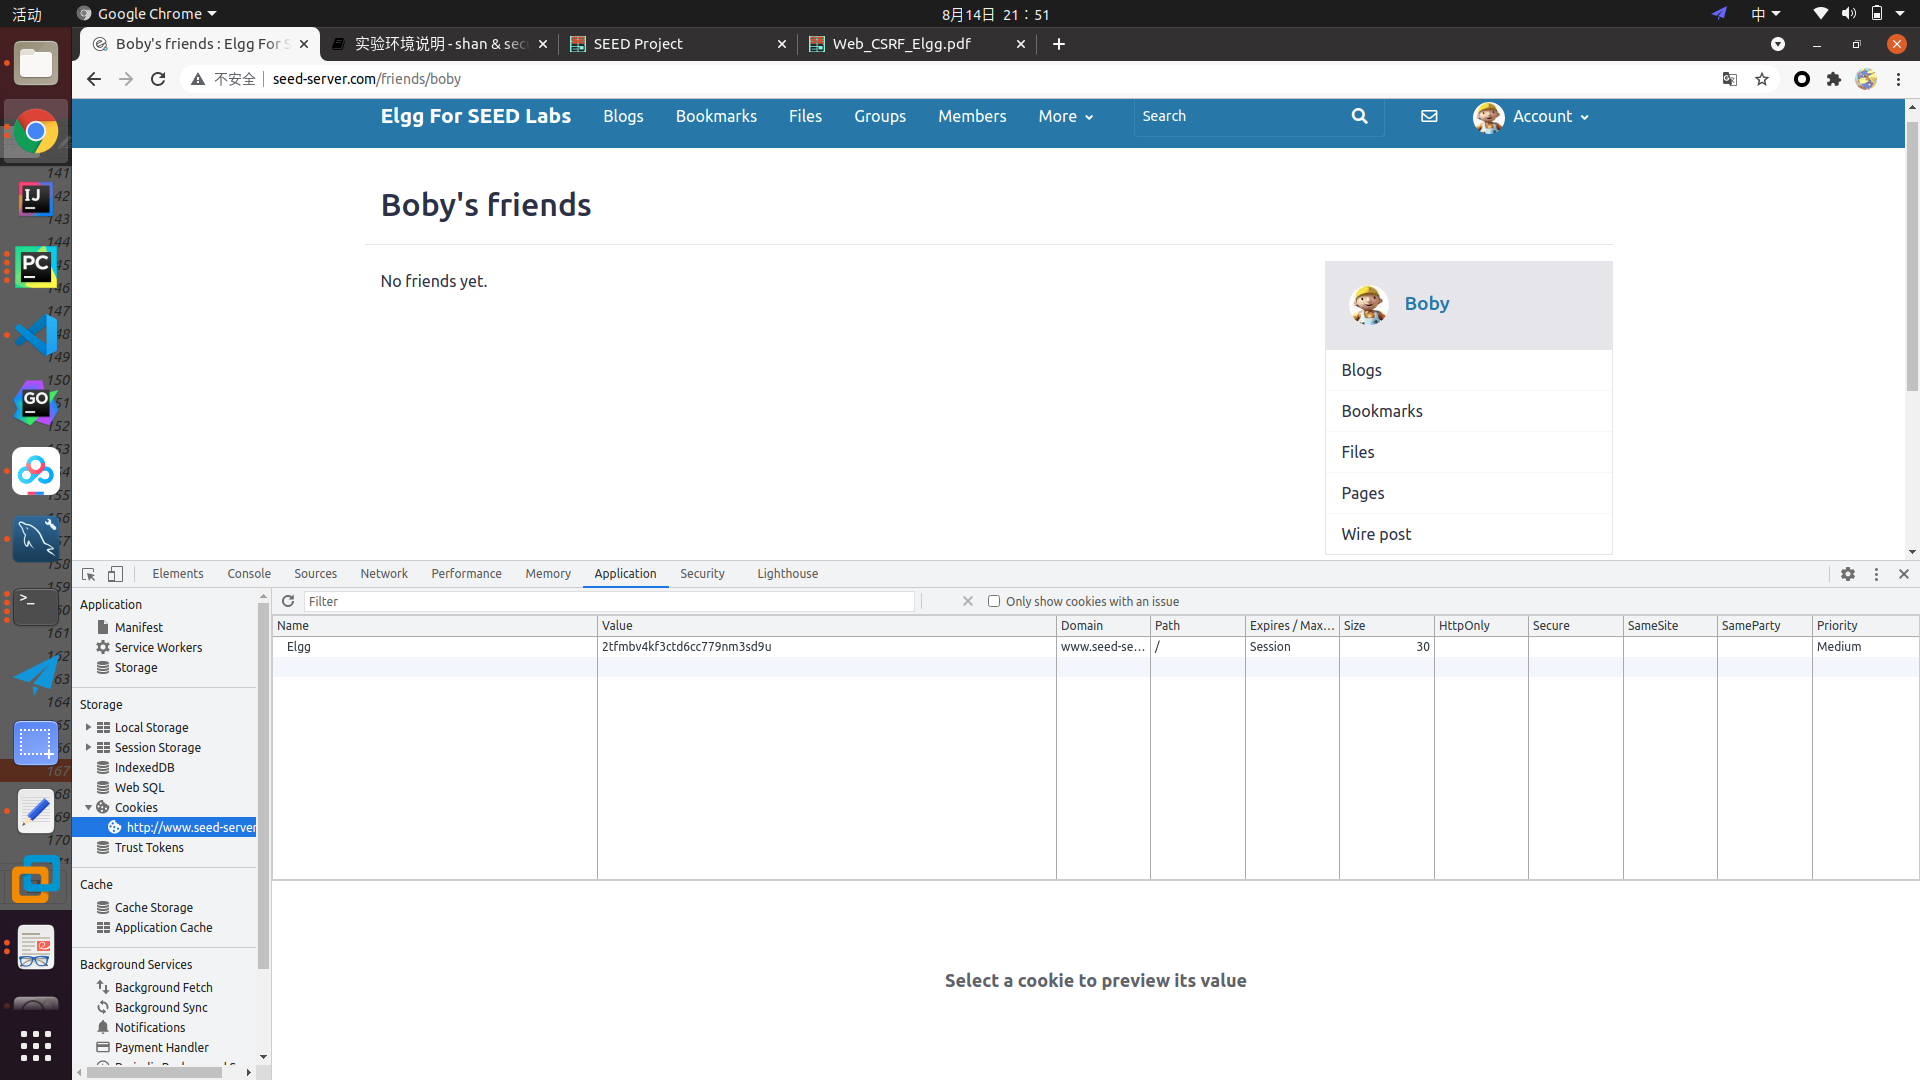 活动
Google Chrome
8月14日 21：51
中
Boby's friends : Elgg For S
实验环境说明 - shan & sec
SEED Project
Web_CSRF_Elgg.pdf
不安全
seed-server.com/friends/boby
Elgg For SEED Labs
Blogs
Bookmarks
Files
Groups
Members
More
Search
Account
Boby's friends
No friends yet.
Boby
Blogs
Bookmarks
Files
Pages
Wire post
Elements
Console
Sources
Network
Performance
Memory
Application
Security
Lighthouse
Application
Manifest
Service Workers
Storage
Storage
Local Storage
Session Storage
IndexedDB
Web SQL
Cookies
http://www.seed-server
Trust Tokens
Cache
Cache Storage
Application Cache
Background Services
Background Fetch
Background Sync
Notifications
Payment Handler
Filter
Only show cookies with an issue
Name Value Domain Path Expires / Max... Size HttpOnly Secure SameSite SameParty Priority
Elgg 2tfmbv4kf3ctd6cc779nm3sd9u www.seed-se... / Session 30 Medium
Select a cookie to preview its value